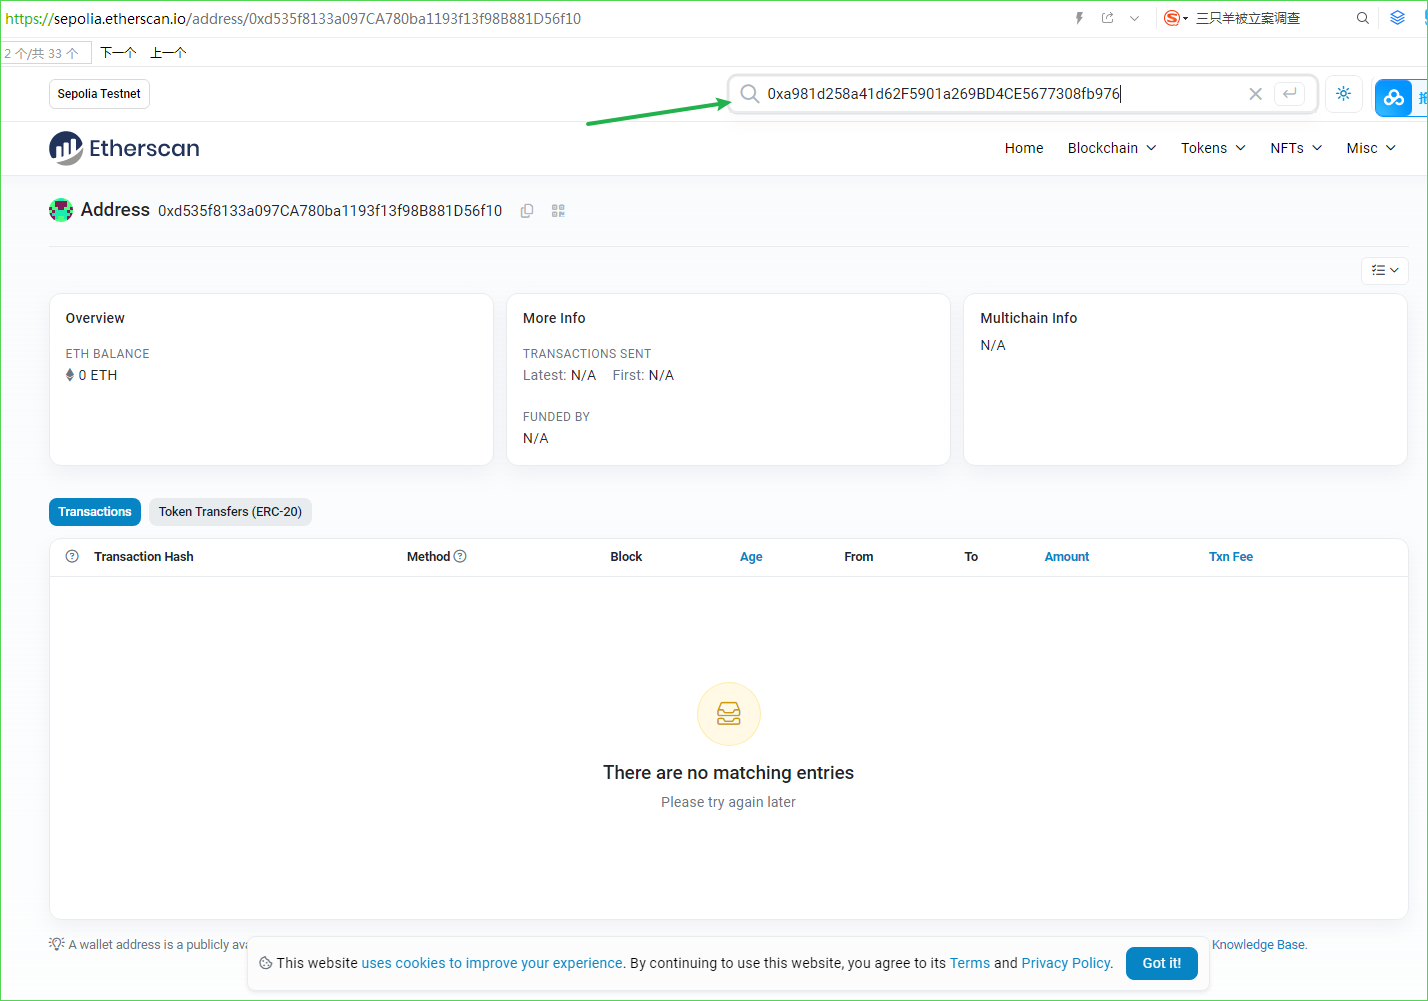 https://sepolia.etherscan.io/address/0xd535f8133a097CA780ba1193f13f98B881D56f10
三只羊被立案调查
2 个/共 33 个 下一个 上一个
Sepolia Testnet
0xa981d258a41d62F5901a269BD4CE5677308fb976
Etherscan
Home Blockchain Tokens NFTs Misc
Address 0xd535f8133a097CA780ba1193f13f98B881D56f10
Overview
ETH BALANCE
0 ETH
More Info
TRANSACTIONS SENT
Latest: N/A First: N/A
FUNDED BY
N/A
Multichain Info
N/A
Transactions Token Transfers (ERC-20)
Transaction Hash Method Block Age From To Amount Txn Fee
There are no matching entries
Please try again later
A wallet address is a publicly
Knowledge Base.
This website uses cookies to improve your experience. By continuing to use this website, you agree to its Terms and Privacy Policy.
Got it!